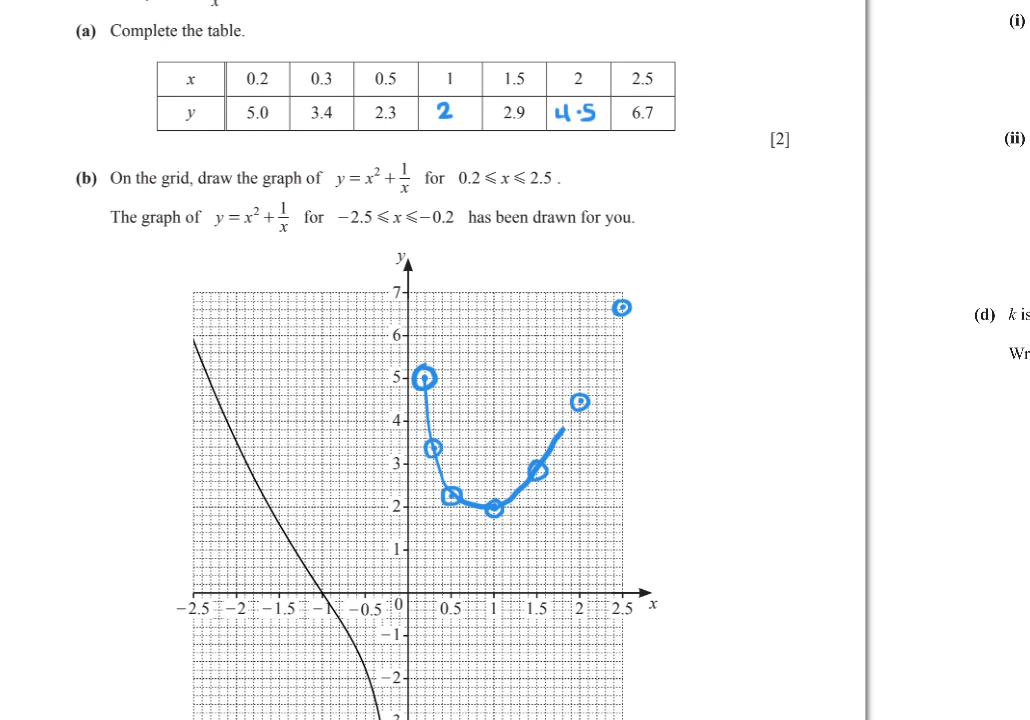 (a) Complete the table.
x 0.2 0.3 0.5 1 1.5 2 2.5
y 5.0 3.4 2.3 2 2.9 4.5 6.7
[2]
(b) On the grid, draw the graph of y = x² + 1/x for 0.2 ⩽ x ⩽ 2.5 .
The graph of y = x² + 1/x for −2.5 ⩽ x ⩽ −0.2 has been drawn for you.
y
7
6
5
4
3
2
1
−2.5 −2 −1.5 −1 −0.5 0 0.5 1 1.5 2 2.5 x
−1
−2
(i)
(ii)
(d) k is